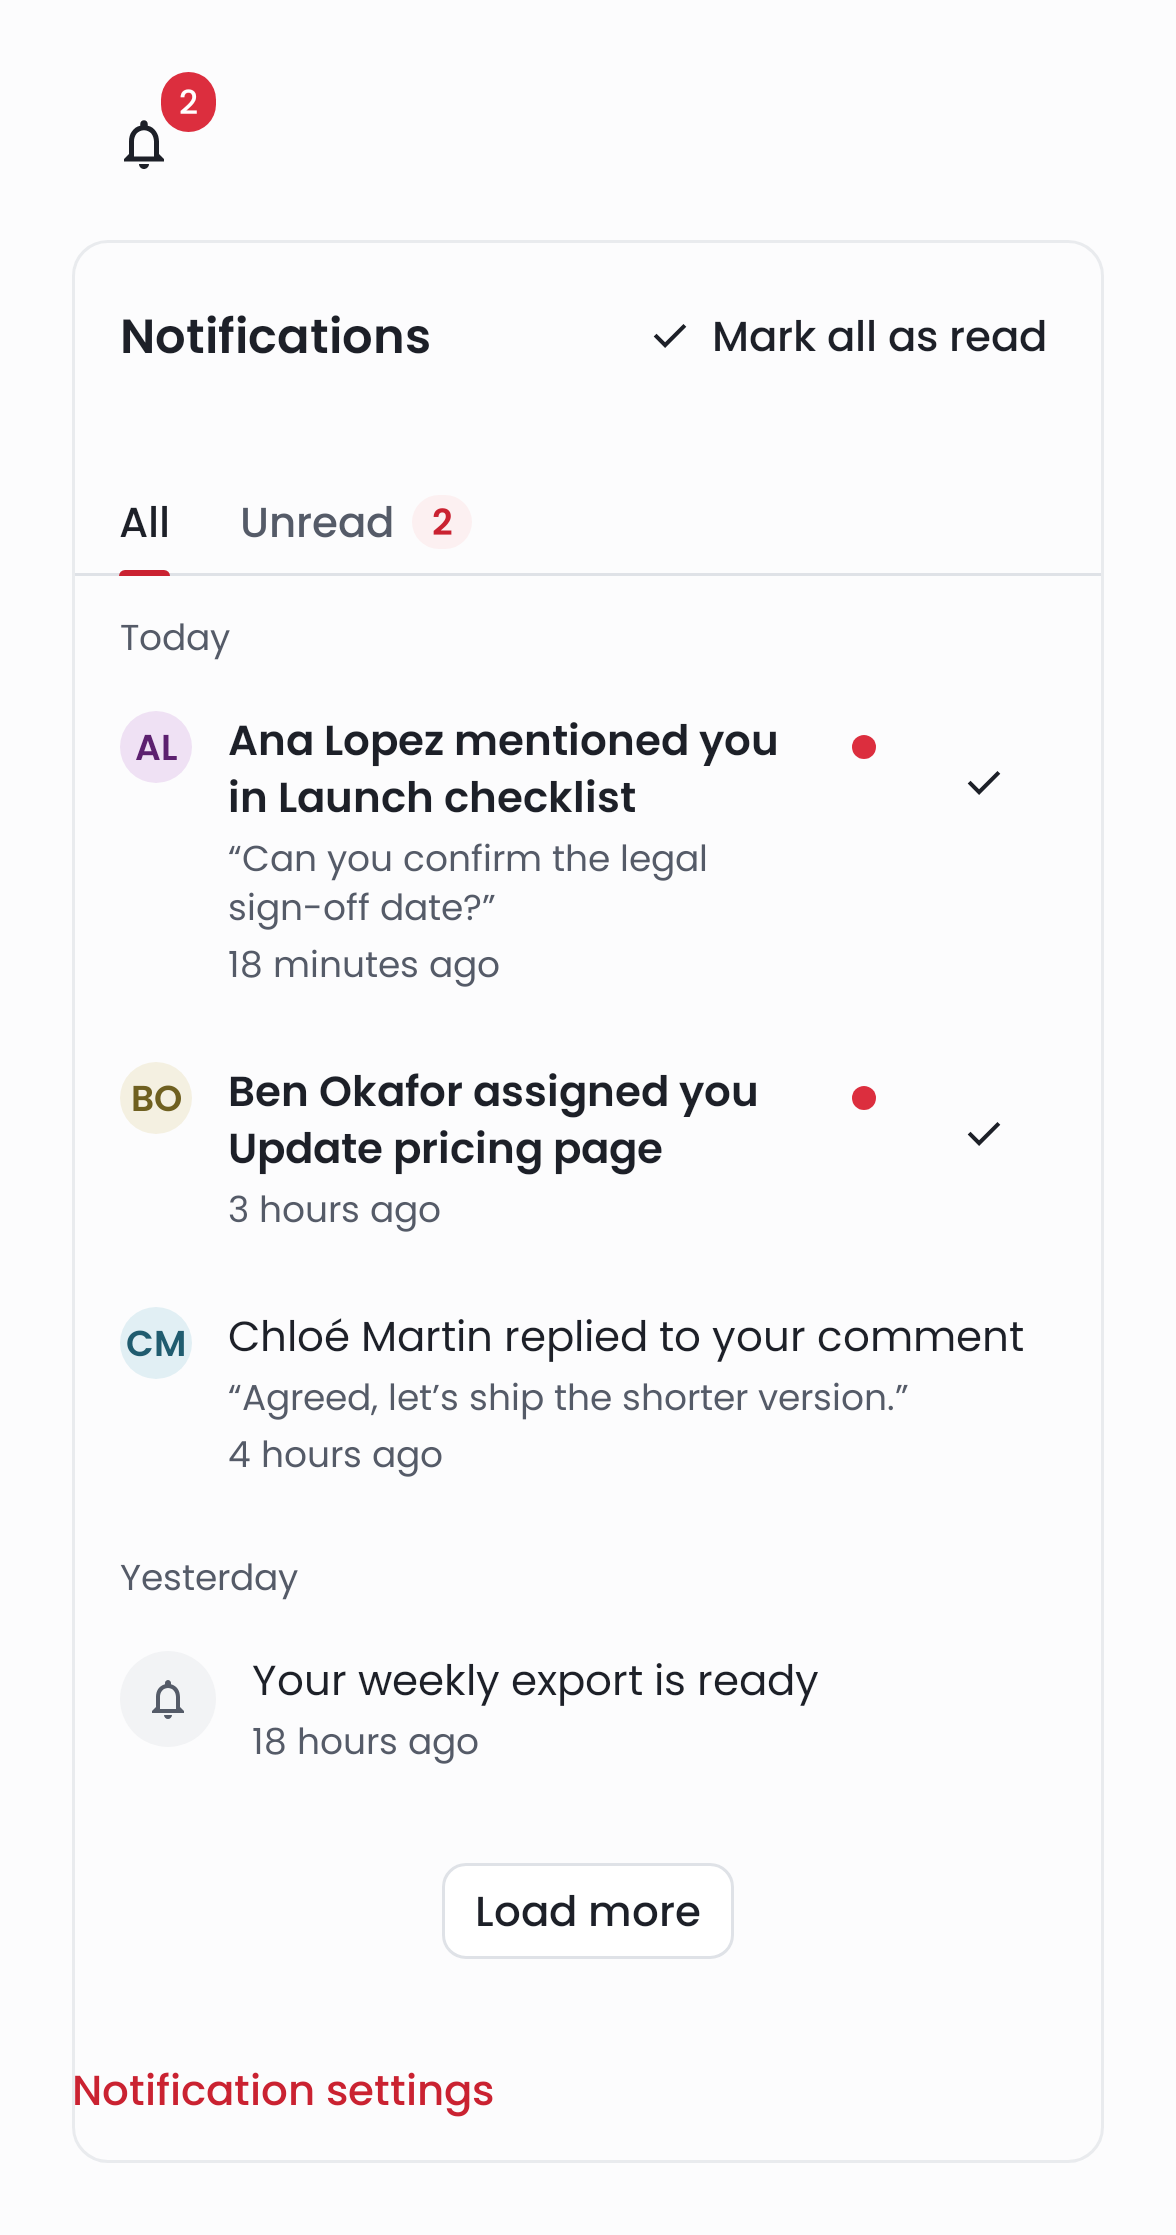 2
Notifications
Mark all as read
All
Unread 2
Today
AL
Ana Lopez mentioned you
in Launch checklist
“Can you confirm the legal
sign-off date?”
18 minutes ago
BO
Ben Okafor assigned you
Update pricing page
3 hours ago
CM
Chloé Martin replied to your comment
“Agreed, let’s ship the shorter version.”
4 hours ago
Yesterday
Your weekly export is ready
18 hours ago
Load more
Notification settings